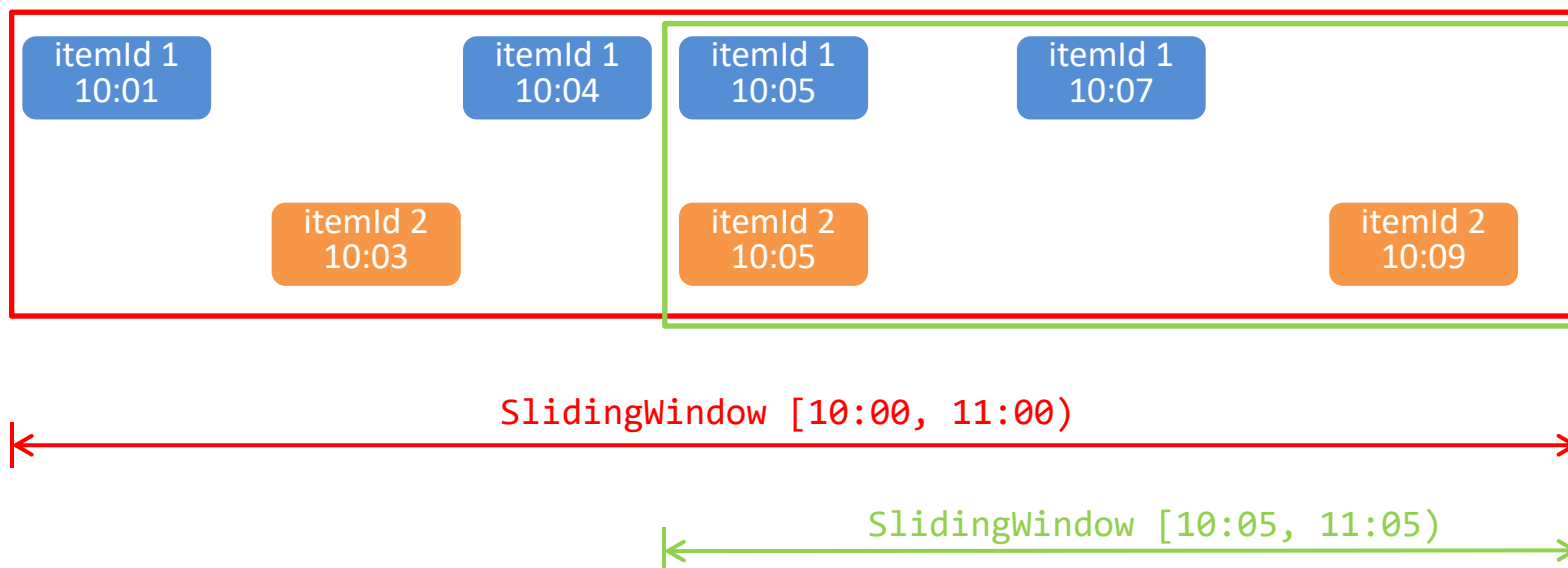 itemId 1
10:01
itemId 1
10:04
itemId 1
10:05
itemId 1
10:07
itemId 2
10:03
itemId 2
10:05
itemId 2
10:09
SlidingWindow [10:00, 11:00)
SlidingWindow [10:05, 11:05)